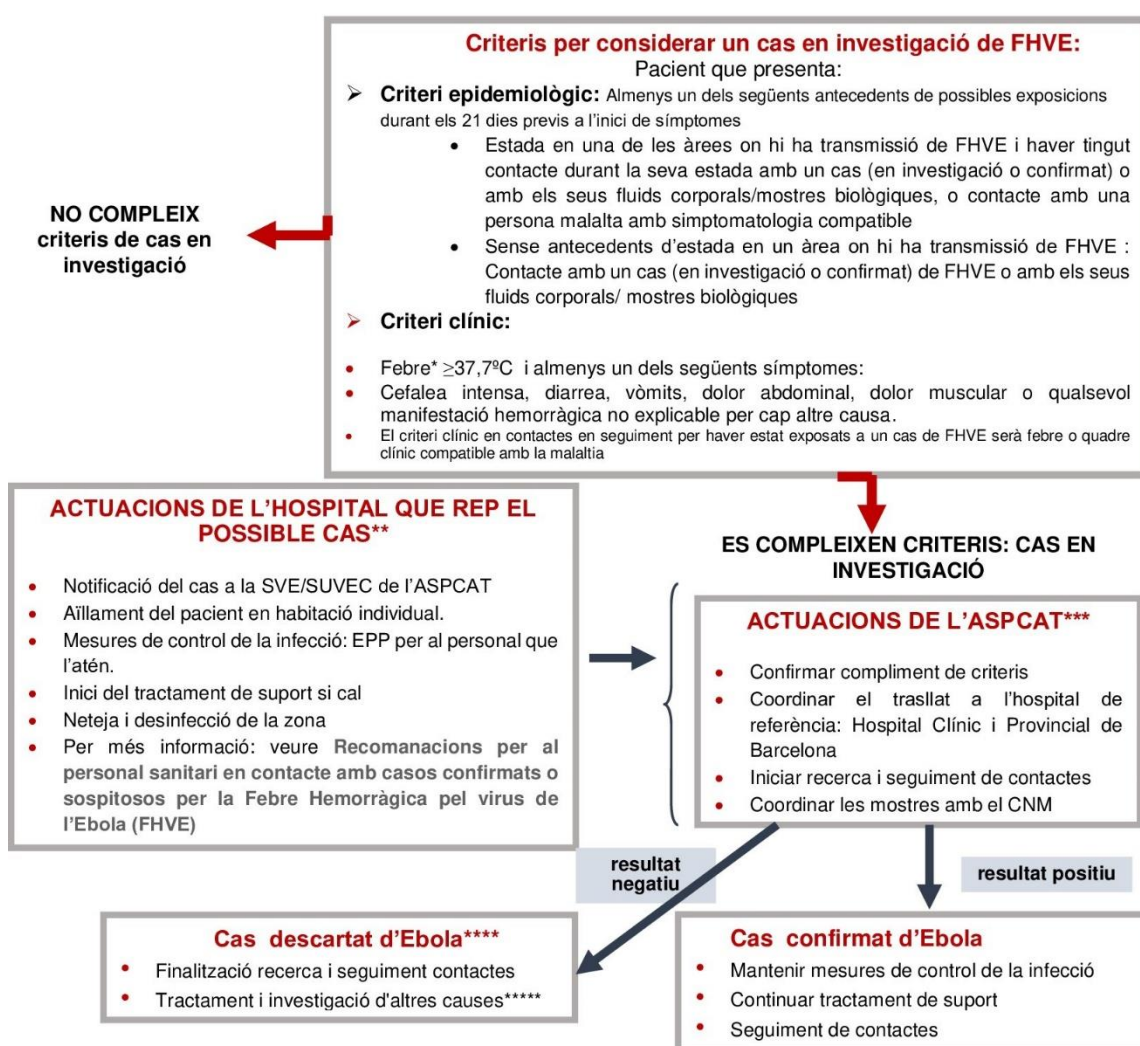 Criteris per considerar un cas en investigació de FHVE:
Pacient que presenta:
➢ Criteri epidemiològic: Almenys un dels següents antecedents de possibles exposicions
durant els 21 dies previs a l'inici de símptomes
• Estada en una de les àrees on hi ha transmissió de FHVE i haver tingut
contacte durant la seva estada amb un cas (en investigació o confirmat) o
amb els seus fluids corporals/mostres biològiques, o contacte amb una
persona malalta amb simptomatologia compatible
• Sense antecedents d'estada en un àrea on hi ha transmissió de FHVE :
Contacte amb un cas (en investigació o confirmat) de FHVE o amb els seus
fluids corporals/ mostres biològiques
➢ Criteri clínic:
• Febre* ≥37,7ºC i almenys un dels següents símptomes:
• Cefalea intensa, diarrea, vòmits, dolor abdominal, dolor muscular o qualsevol
manifestació hemorràgica no explicable per cap altre causa.
• El criteri clínic en contactes en seguiment per haver estat exposats a un cas de FHVE serà febre o quadre
clínic compatible amb la malaltia
NO COMPLEIX
criteris de cas en
investigació
ACTUACIONS DE L'HOSPITAL QUE REP EL
POSSIBLE CAS**
• Notificació del cas a la SVE/SUVEC de l'ASPCAT
• Aïllament del pacient en habitació individual.
• Mesures de control de la infecció: EPP per al personal que
l'atén.
• Inici del tractament de suport si cal
• Neteja i desinfecció de la zona
• Per més informació: veure Recomanacions per al
personal sanitari en contacte amb casos confirmats o
sospitosos per la Febre Hemorràgica pel virus de
l'Ebola (FHVE)
ES COMPLEIXEN CRITERIS: CAS EN
INVESTIGACIÓ
ACTUACIONS DE L'ASPCAT***
• Confirmar compliment de criteris
• Coordinar el trasllat a l'hospital de
referència: Hospital Clínic i Provincial de
Barcelona
• Iniciar recerca i seguiment de contactes
• Coordinar les mostres amb el CNM
resultat
negatiu
resultat positiu
Cas descartat d'Ebola****
• Finalització recerca i seguiment contactes
• Tractament i investigació d'altres causes*****
Cas confirmat d'Ebola
• Mantenir mesures de control de la infecció
• Continuar tractament de suport
• Seguiment de contactes